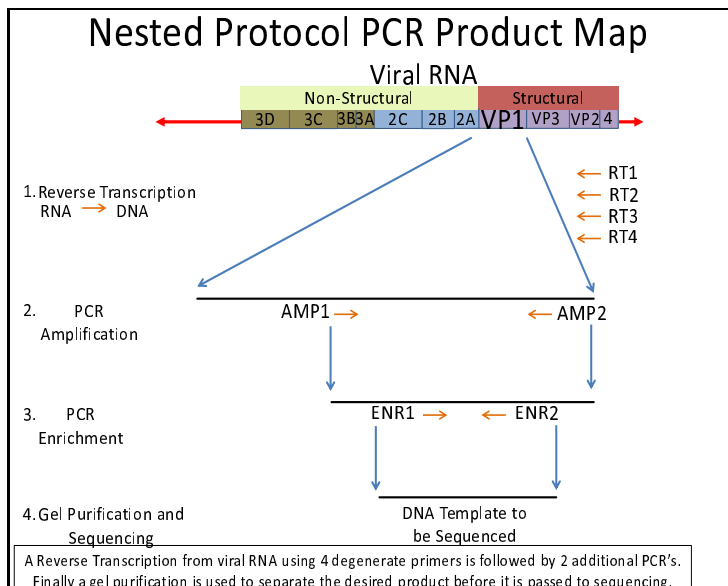 Nested Protocol PCR Product Map
Viral RNA
Non-Structural Structural
3D 3C 3B 3A 2C 2B 2A VP1 VP3 VP2 4
1. Reverse Transcription
RNA → DNA
RT1
RT2
RT3
RT4
2. PCR
Amplification
AMP1 AMP2
3. PCR
Enrichment
ENR1 ENR2
4. Gel Purification and
Sequencing
DNA Template to
be Sequenced
A Reverse Transcription from viral RNA using 4 degenerate primers is followed by 2 additional PCR's.
Finally a gel purification is used to separate the desired product before it is passed to sequencing.